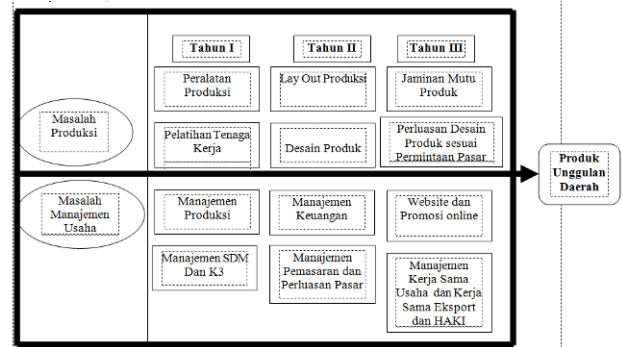 Tahun I
Tahun II
Tahun III
Masalah
Produksi
Peralatan
Produksi
Lay Out Produksi
Jaminan Mutu
Produk
Pelatihan Tenaga
Kerja
Desain Produk
Perluasan Desain
Produk sesuai
Permintaan Pasar
Produk
Unggulan
Daerah
Masalah
Manajemen
Usaha
Manajemen
Produksi
Manajemen
Keuangan
Website dan
Promosi online
Manajemen SDM
Dan K3
Manajemen
Pemasaran dan
Perluasan Pasar
Manajemen
Kerja Sama
Usaha dan Kerja
Sama Eksport
dan HAKI